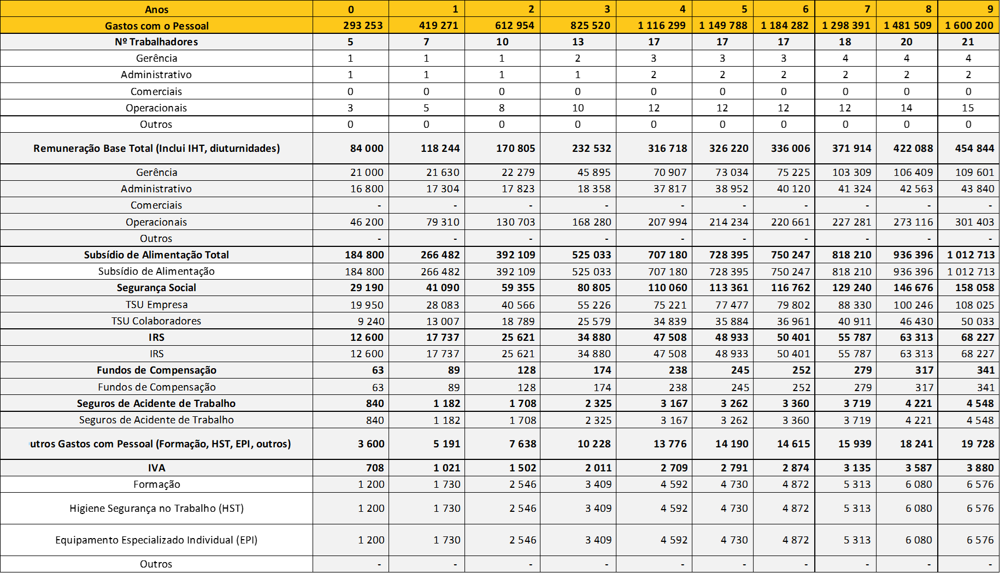 Anos 0 1 2 3 4 5 6 7 8 9
Gastos com o Pessoal 293 253 419 271 612 954 825 520 1 116 299 1 149 788 1 184 282 1 298 391 1 481 509 1 600 200
Nº Trabalhadores 5 7 10 13 17 17 17 18 20 21
Gerência 1 1 1 2 3 3 3 4 4 4
Administrativo 1 1 1 1 2 2 2 2 2 2
Comerciais 0 0 0 0 0 0 0 0 0 0
Operacionais 3 5 8 10 12 12 12 12 14 15
Outros 0 0 0 0 0 0 0 0 0 0
Remuneração Base Total (Inclui IHT, diuturnidades) 84 000 118 244 170 805 232 532 316 718 326 220 336 006 371 914 422 088 454 844
Gerência 21 000 21 630 22 279 45 895 70 907 73 034 75 225 103 309 106 409 109 601
Administrativo 16 800 17 304 17 823 18 358 37 817 38 952 40 120 41 324 42 563 43 840
Comerciais - - - - - - - - - -
Operacionais 46 200 79 310 130 703 168 280 207 994 214 234 220 661 227 281 273 116 301 403
Outros - - - - - - - - - -
Subsídio de Alimentação Total 184 800 266 482 392 109 525 033 707 180 728 395 750 247 818 210 936 396 1 012 713
Subsídio de Alimentação 184 800 266 482 392 109 525 033 707 180 728 395 750 247 818 210 936 396 1 012 713
Segurança Social 29 190 41 090 59 355 80 805 110 060 113 361 116 762 129 240 146 676 158 058
TSU Empresa 19 950 28 083 40 566 55 226 75 221 77 477 79 802 88 330 100 246 108 025
TSU Colaboradores 9 240 13 007 18 789 25 579 34 839 35 884 36 961 40 911 46 430 50 033
IRS 12 600 17 737 25 621 34 880 47 508 48 933 50 401 55 787 63 313 68 227
IRS 12 600 17 737 25 621 34 880 47 508 48 933 50 401 55 787 63 313 68 227
Fundos de Compensação 63 89 128 174 238 245 252 279 317 341
Fundos de Compensação 63 89 128 174 238 245 252 279 317 341
Seguros de Acidente de Trabalho 840 1 182 1 708 2 325 3 167 3 262 3 360 3 719 4 221 4 548
Seguros de Acidente de Trabalho 840 1 182 1 708 2 325 3 167 3 262 3 360 3 719 4 221 4 548
utros Gastos com Pessoal (Formação, HST, EPI, outros) 3 600 5 191 7 638 10 228 13 776 14 190 14 615 15 939 18 241 19 728
IVA 708 1 021 1 502 2 011 2 709 2 791 2 874 3 135 3 587 3 880
Formação 1 200 1 730 2 546 3 409 4 592 4 730 4 872 5 313 6 080 6 576
Higiene Segurança no Trabalho (HST) 1 200 1 730 2 546 3 409 4 592 4 730 4 872 5 313 6 080 6 576
Equipamento Especializado Individual (EPI) 1 200 1 730 2 546 3 409 4 592 4 730 4 872 5 313 6 080 6 576
Outros - - - - - - - - - -